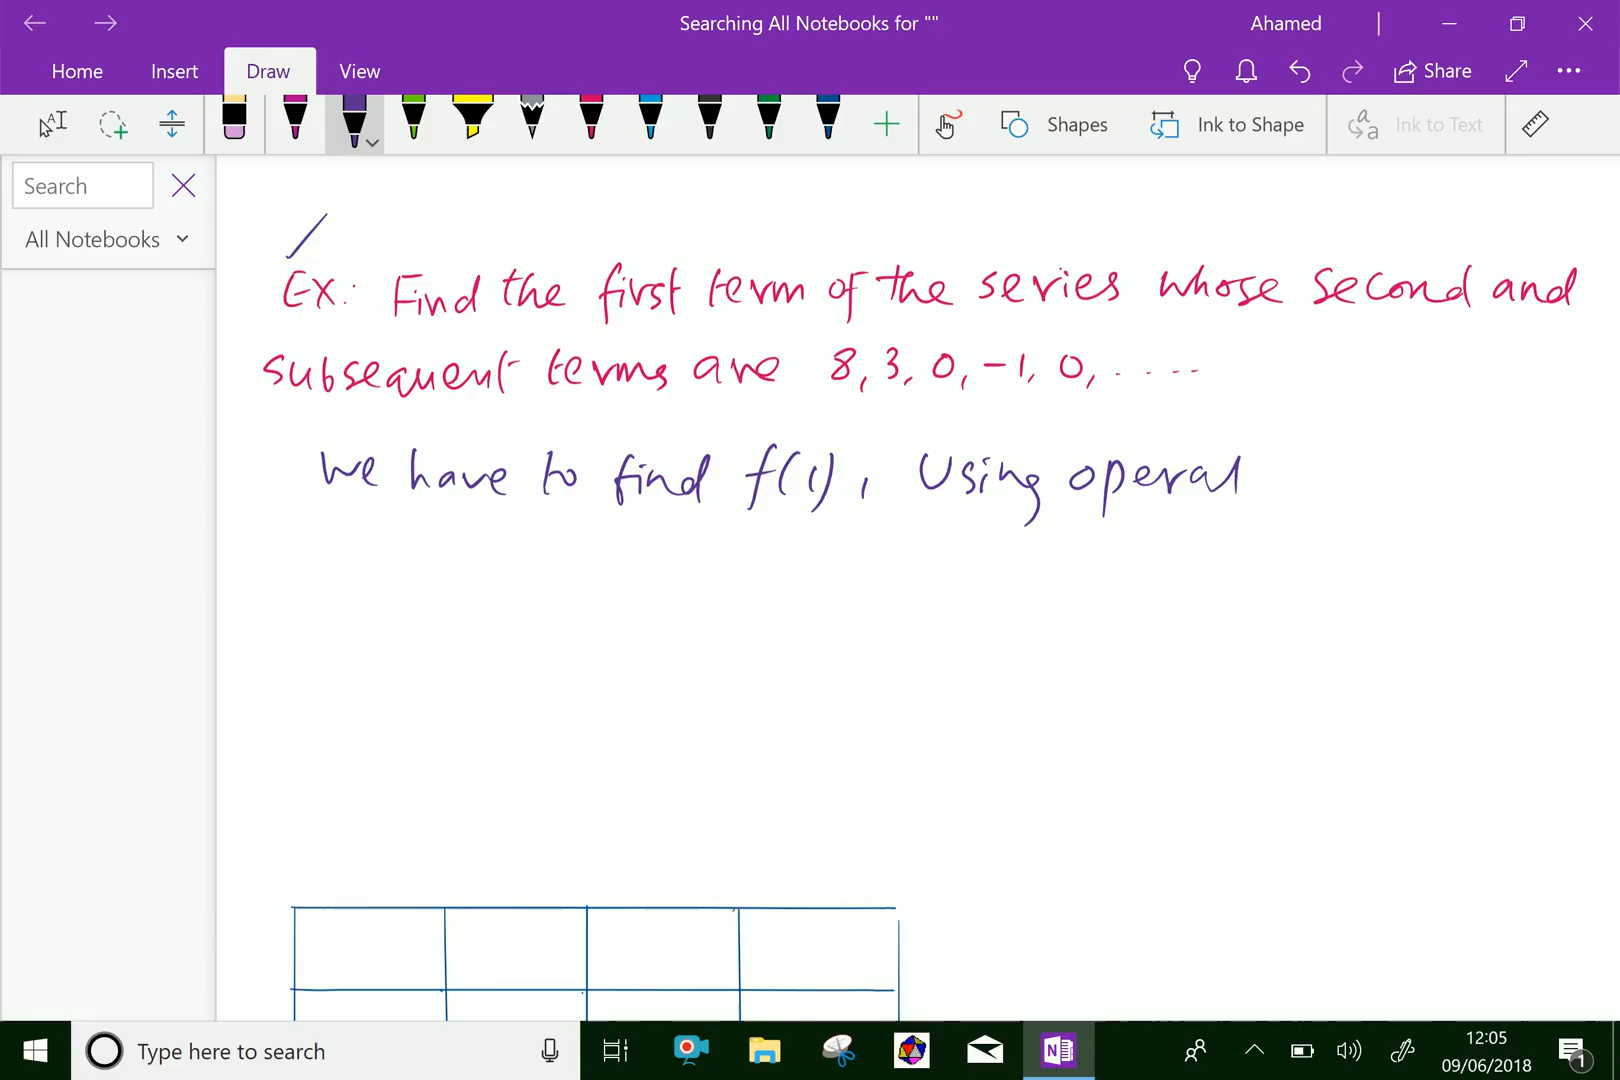 Searching All Notebooks for ""
Ahamed
Home Insert Draw View
Share
Shapes Ink to Shape Ink to Text
Search
All Notebooks
Ex: Find the first term of the series whose second and
subsequent terms are 8, 3, 0, -1, 0, .....
We have to find f(1), Using operat
Type here to search
12:05
09/06/2018
1